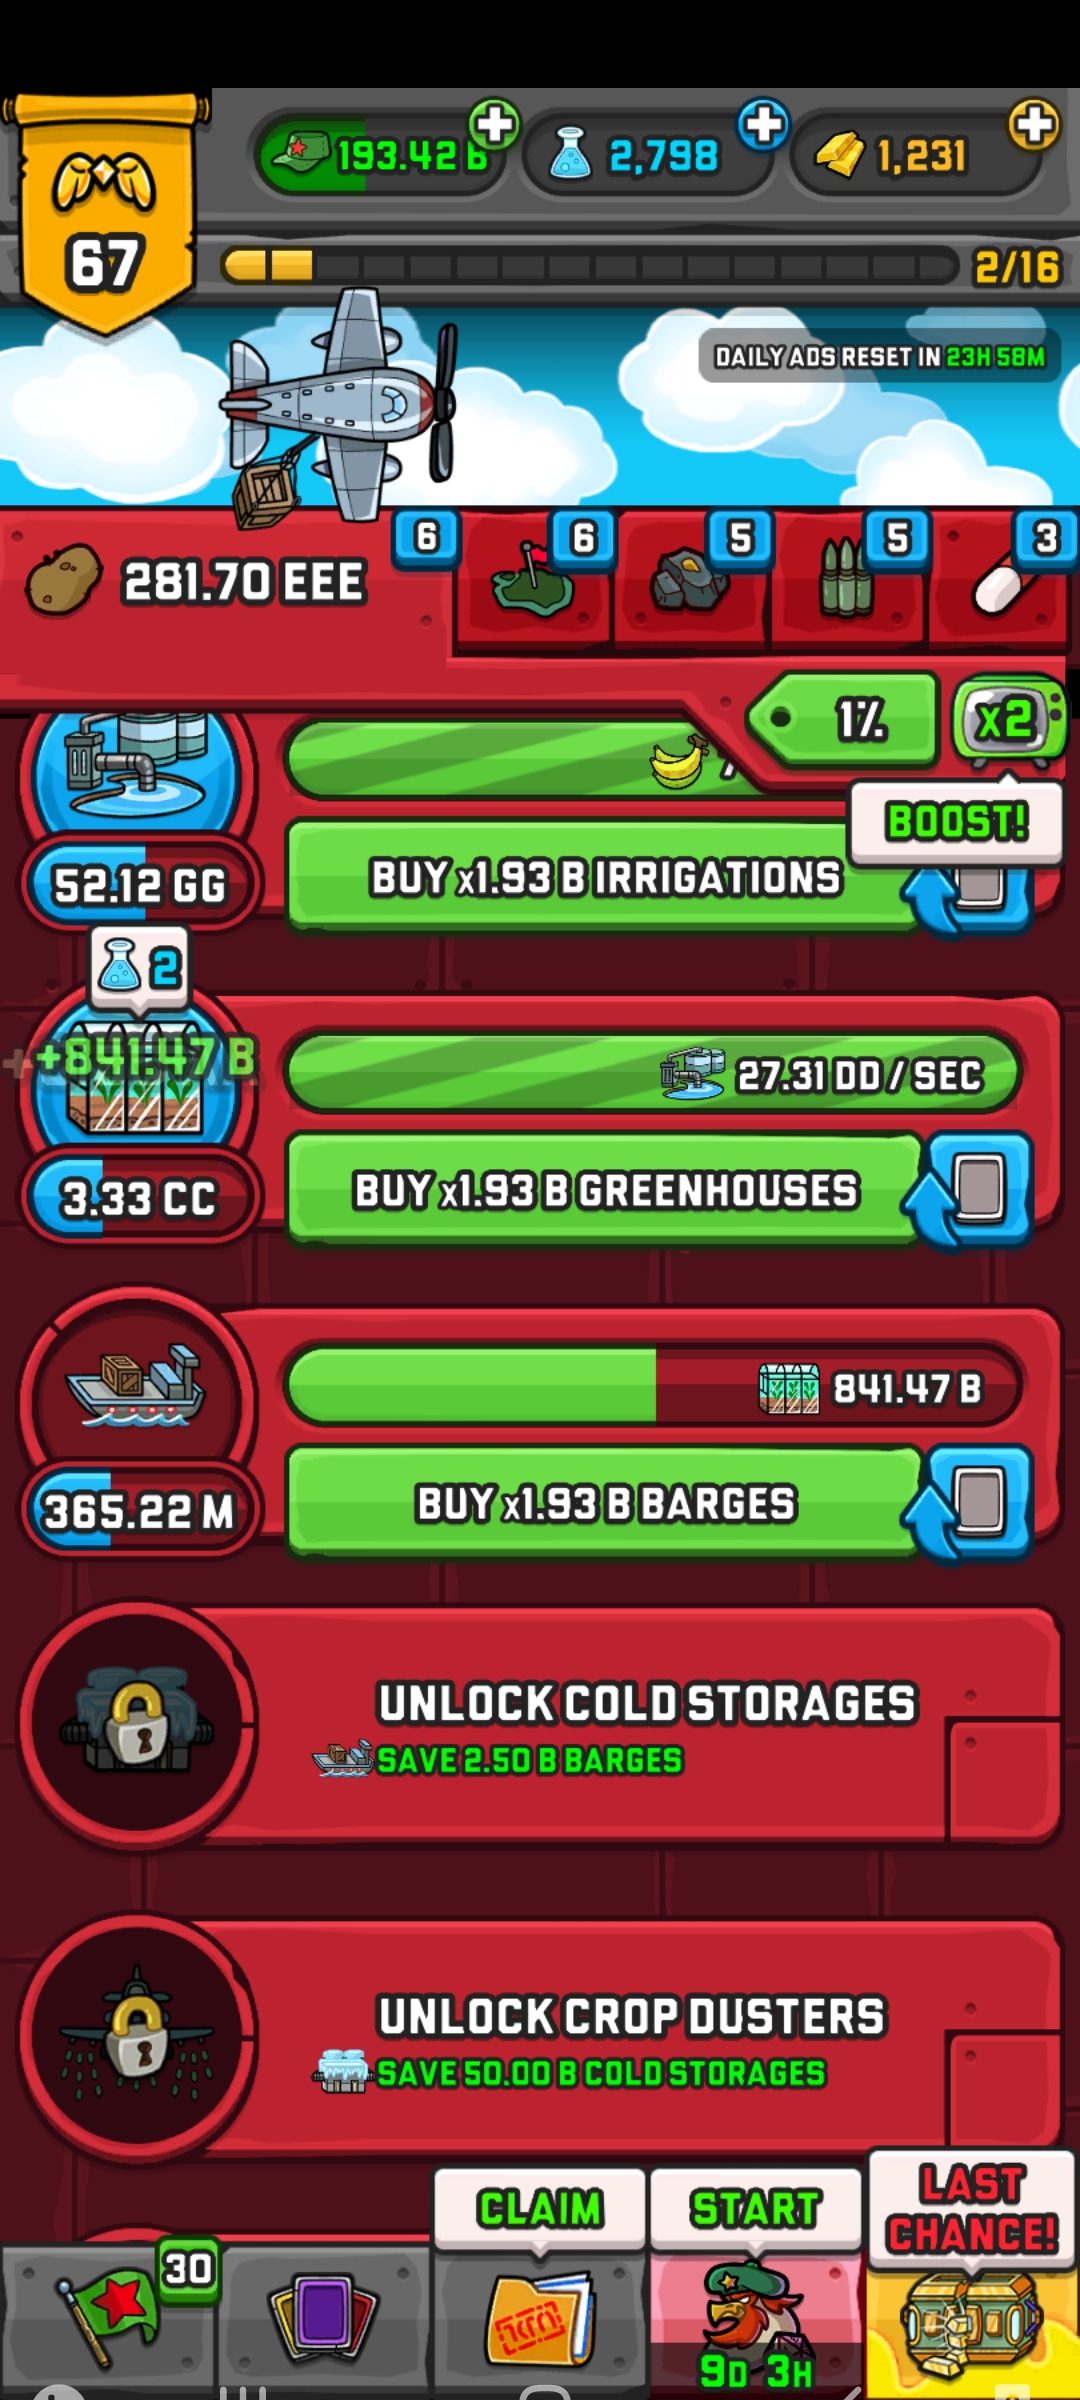 193.42 B
2,798
1,231
67
2/16
DAILY ADS RESET IN 23H 58M
281.70 EEE
6
6
5
5
3
1%
x2
BOOST!
52.12 GG
BUY x1.93 B IRRIGATIONS
2
+841.47 B
27.31 DD / SEC
3.33 CC
BUY x1.93 B GREENHOUSES
841.47 B
365.22 M
BUY x1.93 B BARGES
UNLOCK COLD STORAGES
SAVE 2.50 B BARGES
UNLOCK CROP DUSTERS
SAVE 50.00 B COLD STORAGES
CLAIM
START
LAST
CHANCE!
30
9D 3H